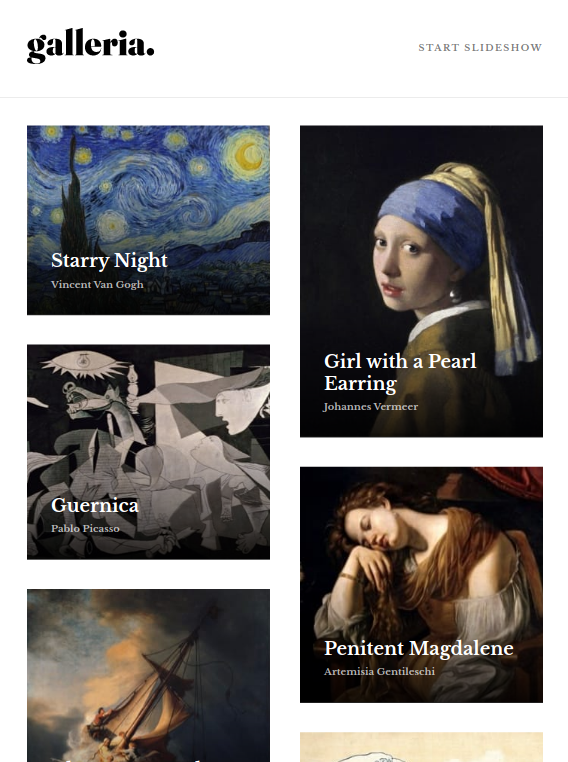 galleria.
START SLIDESHOW
Starry Night
Vincent Van Gogh
Girl with a Pearl
Earring
Johannes Vermeer
Guernica
Pablo Picasso
Penitent Magdalene
Artemisia Gentileschi